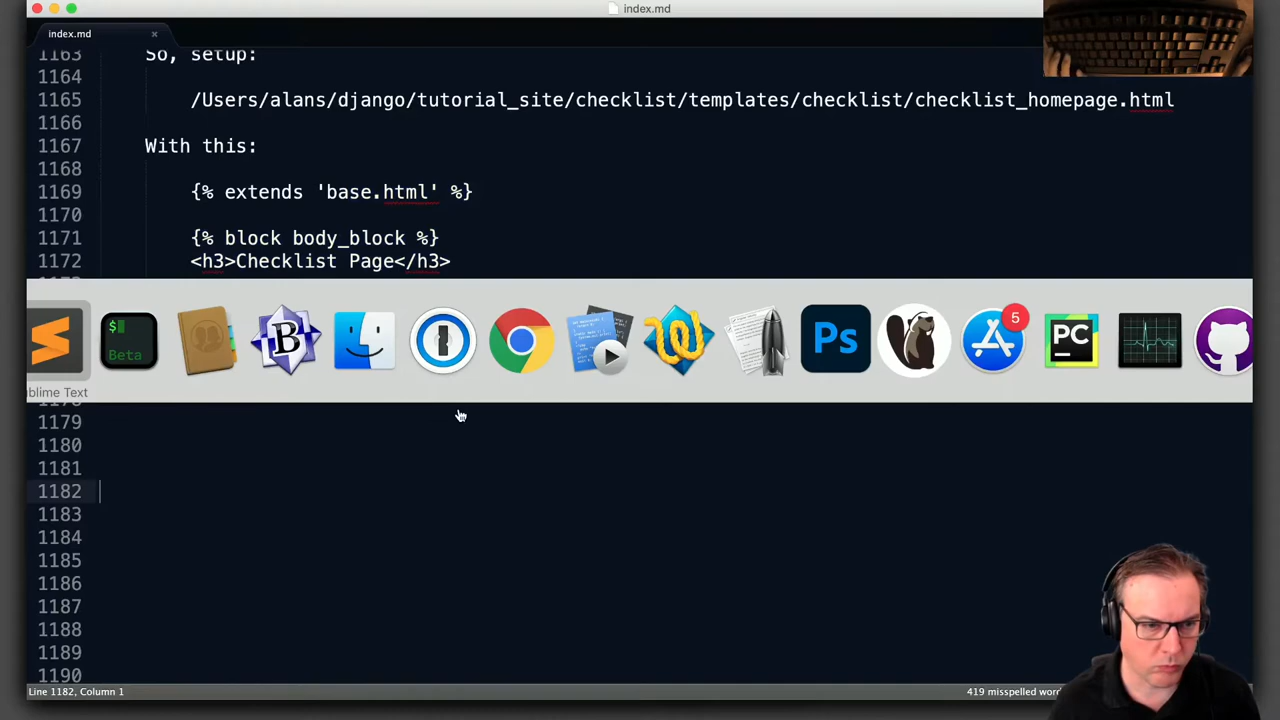 index.md
index.md ×
1163 So, setup:
1164
1165 /Users/alans/django/tutorial_site/checklist/templates/checklist/checklist_homepage.html
1166
1167 With this:
1168
1169 {% extends 'base.html' %}
1170
1171 {% block body_block %}
1172 <h3>Checklist Page</h3>
$
Beta
B
Ps
5
PC
blime Text
1179
1180
1181
1182
1183
1184
1185
1186
1187
1188
1189
1190
Line 1182, Column 1
419 misspelled